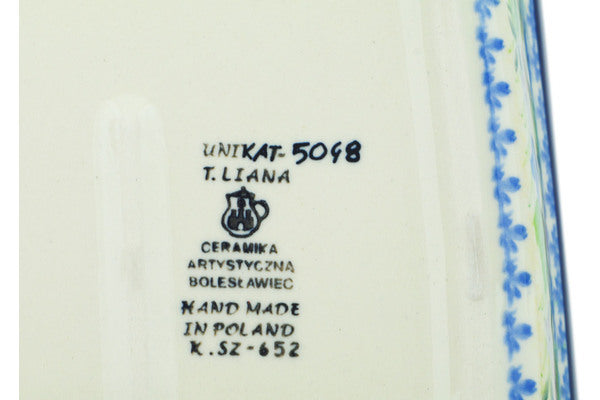 UNIKAT-5098
T. LIANA
CERAMIKA
ARTYSTYCZNA
BOLESŁAWIEC
HAND MADE
IN POLAND
K. SZ-652